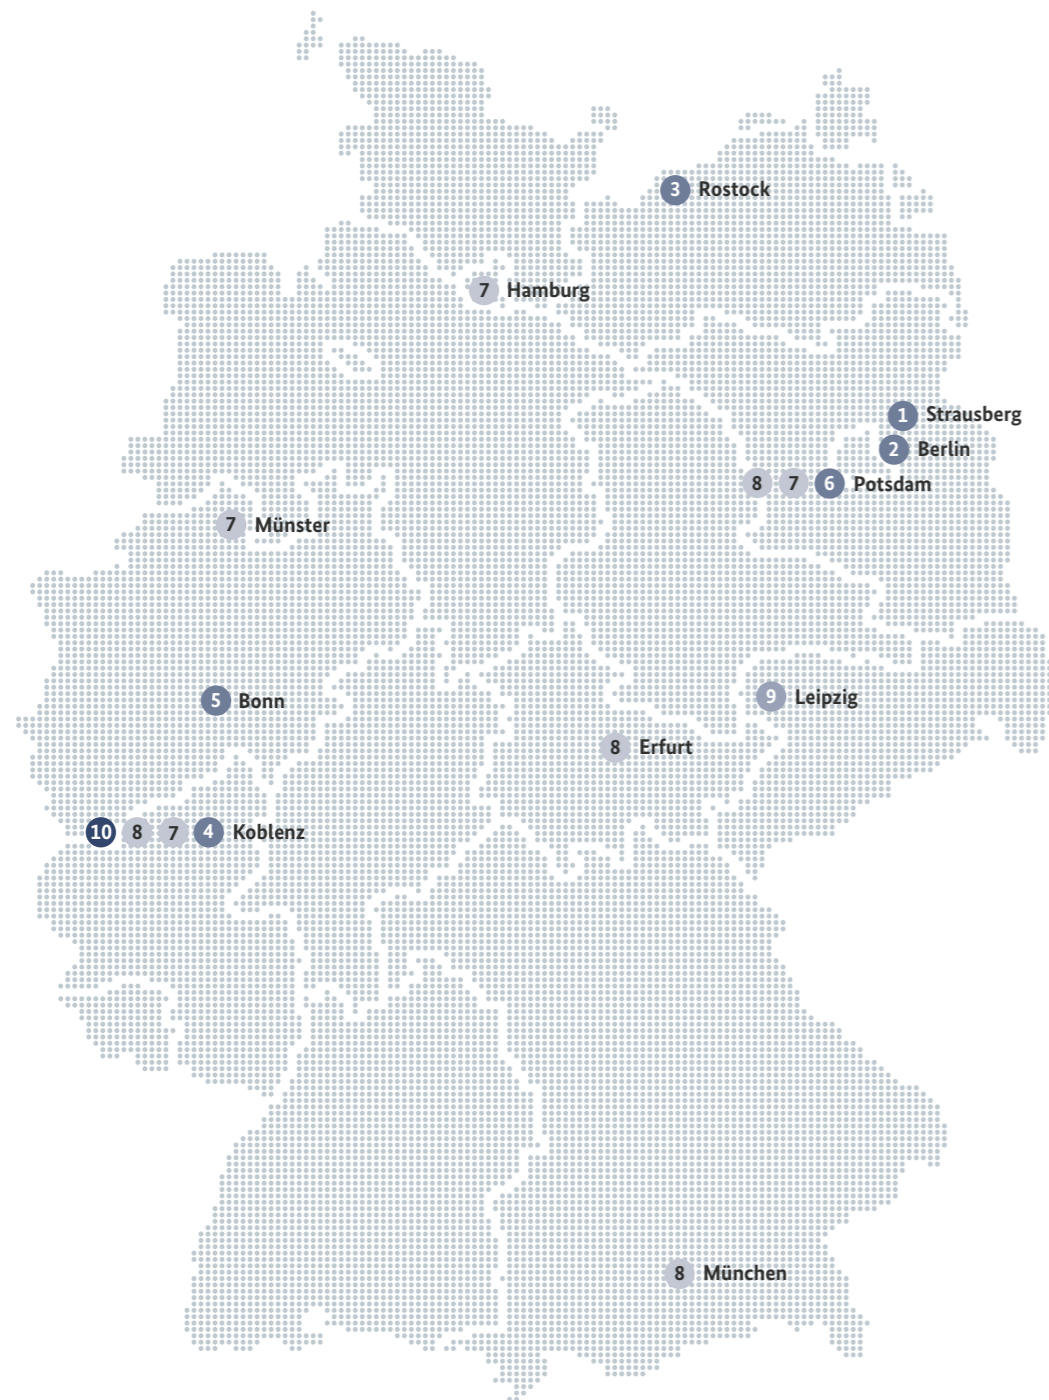 3 Rostock
7 Hamburg
1 Strausberg
2 Berlin
8 7 6 Potsdam
7 Münster
5 Bonn
9 Leipzig
8 Erfurt
10 8 7 4 Koblenz
8 München